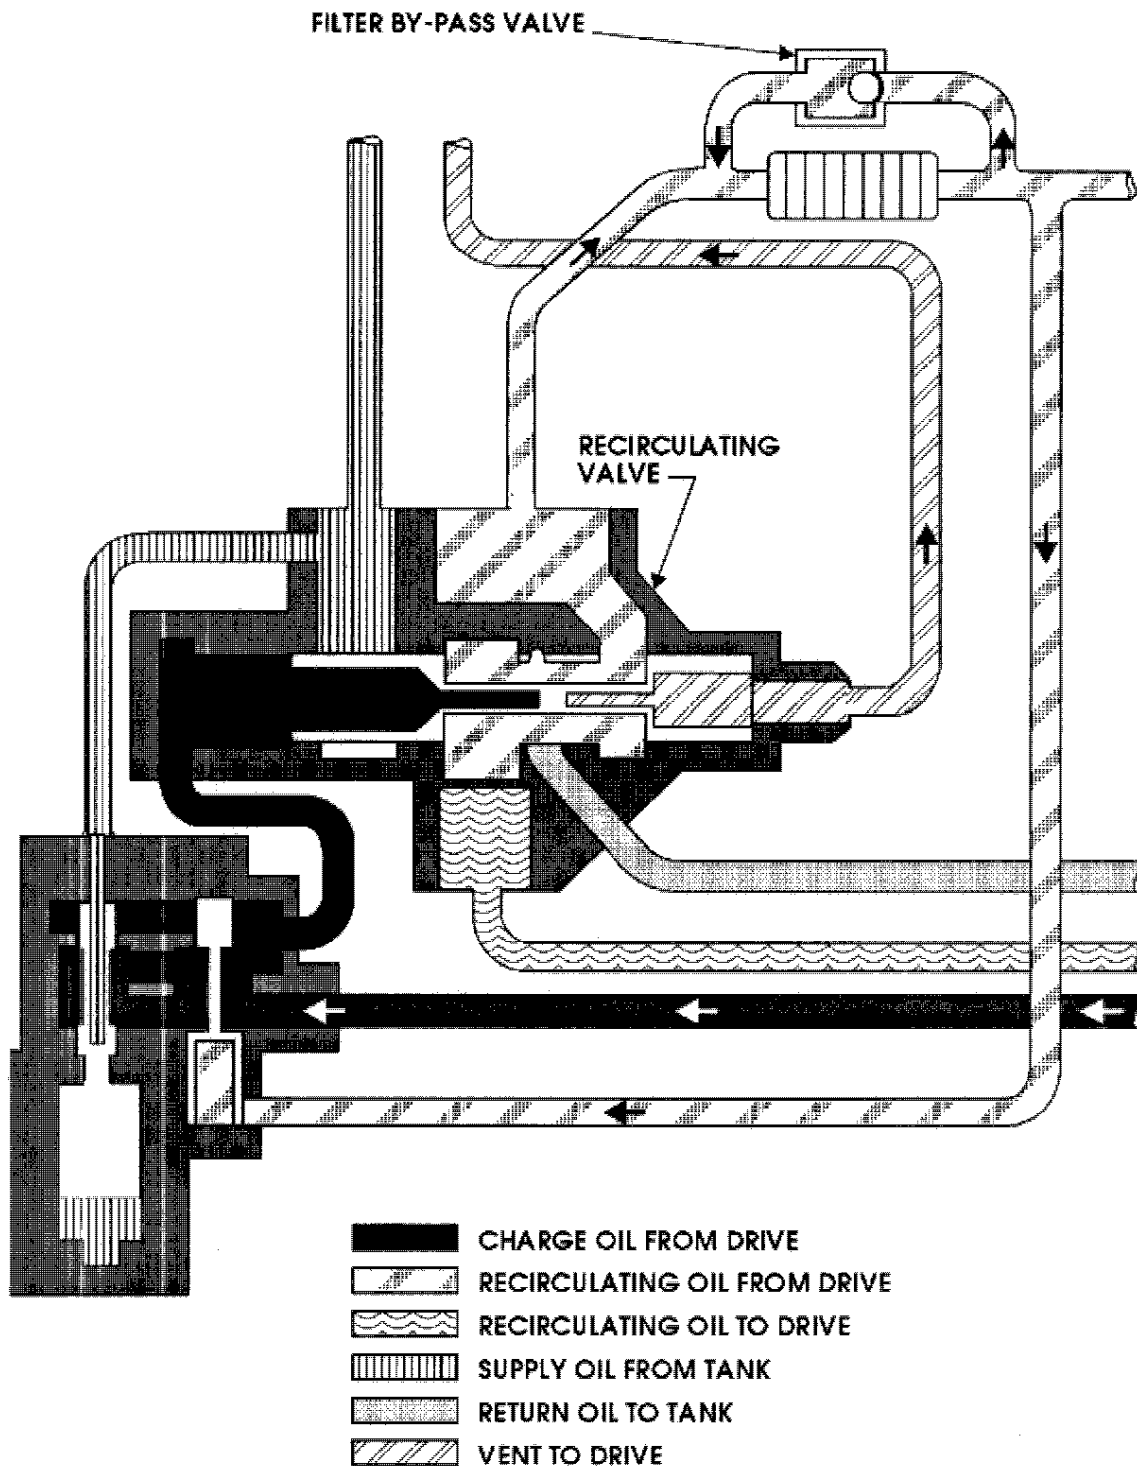 FILTER BY-PASS VALVE
RECIRCULATING
VALVE
CHARGE OIL FROM DRIVE
RECIRCULATING OIL FROM DRIVE
RECIRCULATING OIL TO DRIVE
SUPPLY OIL FROM TANK
RETURN OIL TO TANK
VENT TO DRIVE